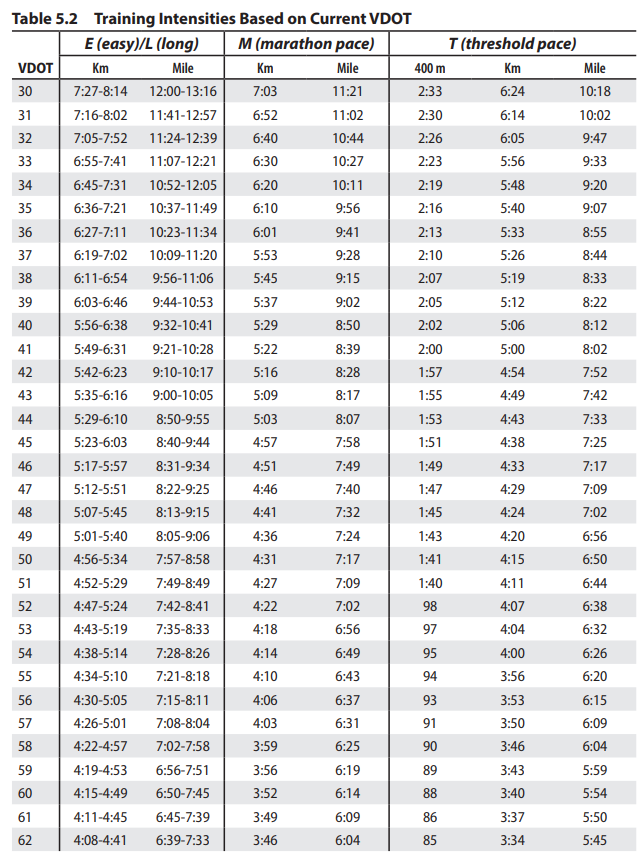 Table 5.2 Training Intensities Based on Current VDOT
E (easy)/L (long) M (marathon pace) T (threshold pace)
VDOT Km Mile Km Mile 400 m Km Mile
30 7:27-8:14 12:00-13:16 7:03 11:21 2:33 6:24 10:18
31 7:16-8:02 11:41-12:57 6:52 11:02 2:30 6:14 10:02
32 7:05-7:52 11:24-12:39 6:40 10:44 2:26 6:05 9:47
33 6:55-7:41 11:07-12:21 6:30 10:27 2:23 5:56 9:33
34 6:45-7:31 10:52-12:05 6:20 10:11 2:19 5:48 9:20
35 6:36-7:21 10:37-11:49 6:10 9:56 2:16 5:40 9:07
36 6:27-7:11 10:23-11:34 6:01 9:41 2:13 5:33 8:55
37 6:19-7:02 10:09-11:20 5:53 9:28 2:10 5:26 8:44
38 6:11-6:54 9:56-11:06 5:45 9:15 2:07 5:19 8:33
39 6:03-6:46 9:44-10:53 5:37 9:02 2:05 5:12 8:22
40 5:56-6:38 9:32-10:41 5:29 8:50 2:02 5:06 8:12
41 5:49-6:31 9:21-10:28 5:22 8:39 2:00 5:00 8:02
42 5:42-6:23 9:10-10:17 5:16 8:28 1:57 4:54 7:52
43 5:35-6:16 9:00-10:05 5:09 8:17 1:55 4:49 7:42
44 5:29-6:10 8:50-9:55 5:03 8:07 1:53 4:43 7:33
45 5:23-6:03 8:40-9:44 4:57 7:58 1:51 4:38 7:25
46 5:17-5:57 8:31-9:34 4:51 7:49 1:49 4:33 7:17
47 5:12-5:51 8:22-9:25 4:46 7:40 1:47 4:29 7:09
48 5:07-5:45 8:13-9:15 4:41 7:32 1:45 4:24 7:02
49 5:01-5:40 8:05-9:06 4:36 7:24 1:43 4:20 6:56
50 4:56-5:34 7:57-8:58 4:31 7:17 1:41 4:15 6:50
51 4:52-5:29 7:49-8:49 4:27 7:09 1:40 4:11 6:44
52 4:47-5:24 7:42-8:41 4:22 7:02 98 4:07 6:38
53 4:43-5:19 7:35-8:33 4:18 6:56 97 4:04 6:32
54 4:38-5:14 7:28-8:26 4:14 6:49 95 4:00 6:26
55 4:34-5:10 7:21-8:18 4:10 6:43 94 3:56 6:20
56 4:30-5:05 7:15-8:11 4:06 6:37 93 3:53 6:15
57 4:26-5:01 7:08-8:04 4:03 6:31 91 3:50 6:09
58 4:22-4:57 7:02-7:58 3:59 6:25 90 3:46 6:04
59 4:19-4:53 6:56-7:51 3:56 6:19 89 3:43 5:59
60 4:15-4:49 6:50-7:45 3:52 6:14 88 3:40 5:54
61 4:11-4:45 6:45-7:39 3:49 6:09 86 3:37 5:50
62 4:08-4:41 6:39-7:33 3:46 6:04 85 3:34 5:45